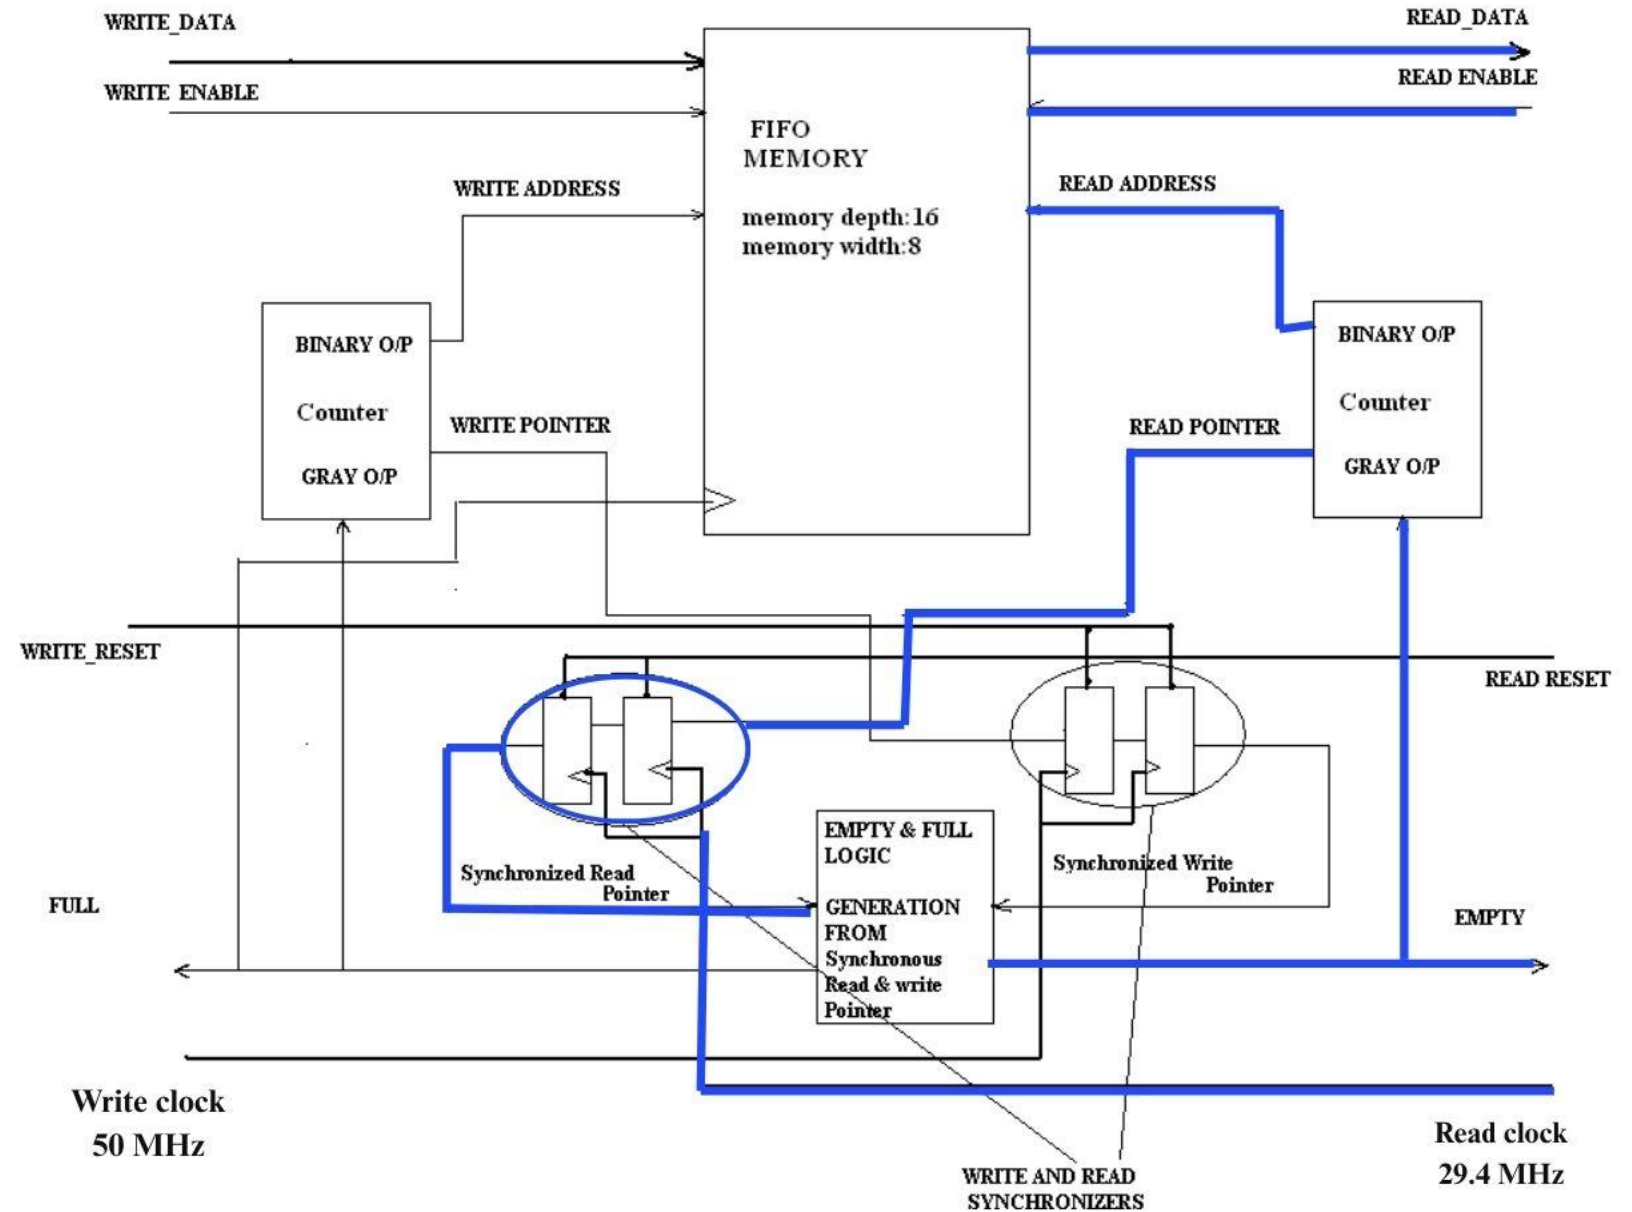 WRITE_DATA
READ_DATA
WRITE ENABLE
READ ENABLE
FIFO
MEMORY
memory depth:16
memory width:8
WRITE ADDRESS
READ ADDRESS
BINARY O/P
Counter
GRAY O/P
BINARY O/P
Counter
GRAY O/P
WRITE POINTER
READ POINTER
WRITE_RESET
READ RESET
EMPTY & FULL
LOGIC
GENERATION
FROM
Synchronous
Read & write
Pointer
Synchronized Read
Pointer
Synchronized Write
Pointer
FULL
EMPTY
Write clock
50 MHz
Read clock
29.4 MHz
WRITE AND READ
SYNCHRONIZERS